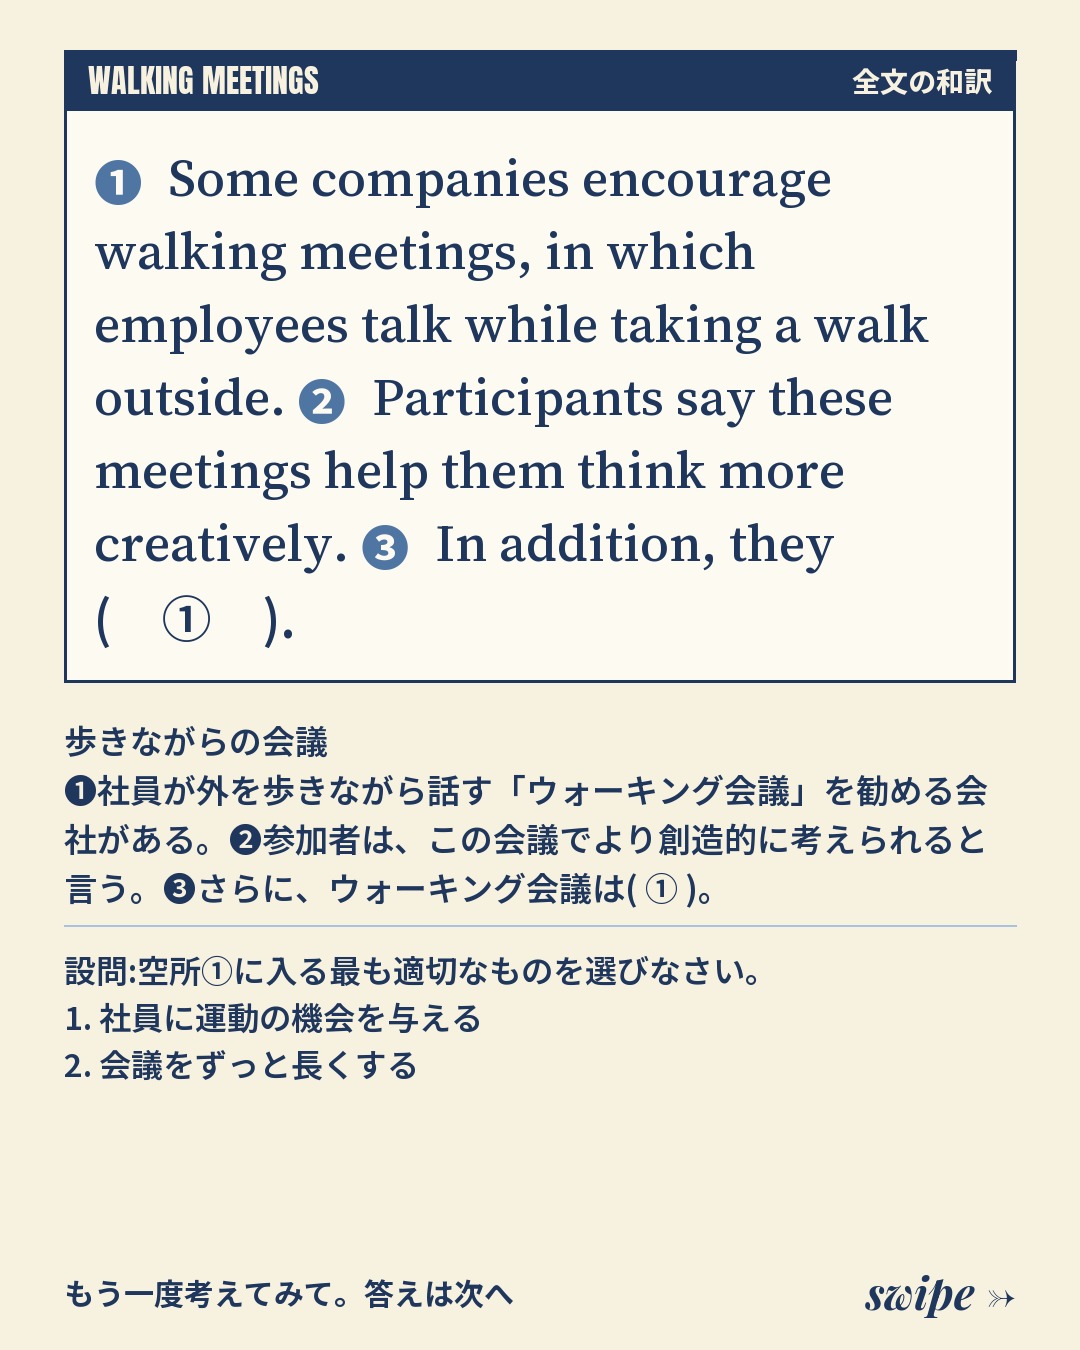 WALKING MEETINGS 全文の和訳
❶ Some companies encourage
walking meetings, in which
employees talk while taking a walk
outside. ❷ Participants say these
meetings help them think more
creatively. ❸ In addition, they
( ① ).
歩きながらの会議
❶社員が外を歩きながら話す「ウォーキング会議」を勧める会
社がある。❷参加者は、この会議でより創造的に考えられると
言う。❸さらに、ウォーキング会議は( ① )。
設問:空所①に入る最も適切なものを選びなさい。
1. 社員に運動の機会を与える
2. 会議をずっと長くする
もう一度考えてみて。答えは次へ swipe